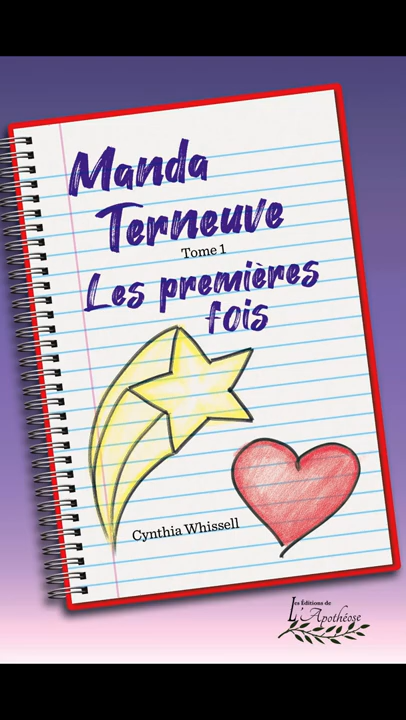 Manda
Terneuve
Tome 1
Les premières
fois
Cynthia Whissell
Les Éditions de
L'Apothéose